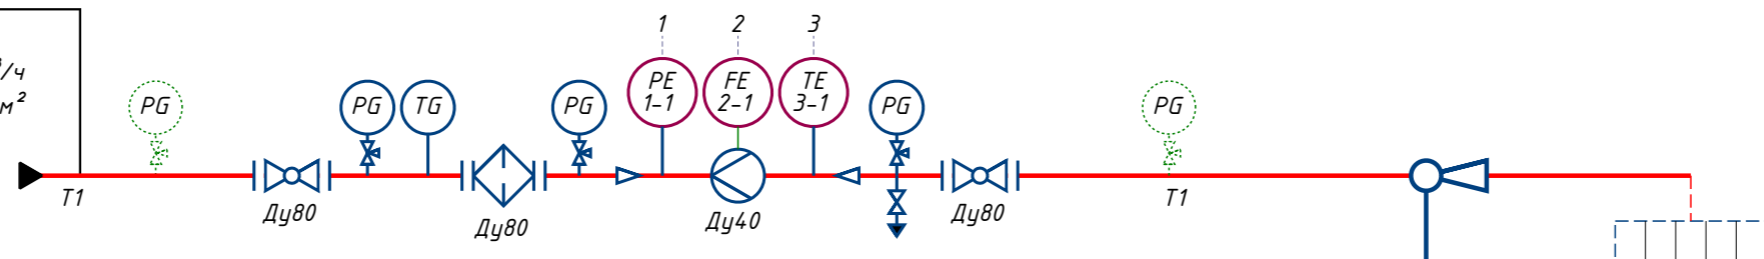 1 2 3
³/ч
м²
PG PG TG PG PE FE TE PG PG
1-1 2-1 3-1
T1 T1
Ду80 Ду80
Ду80 Ду40